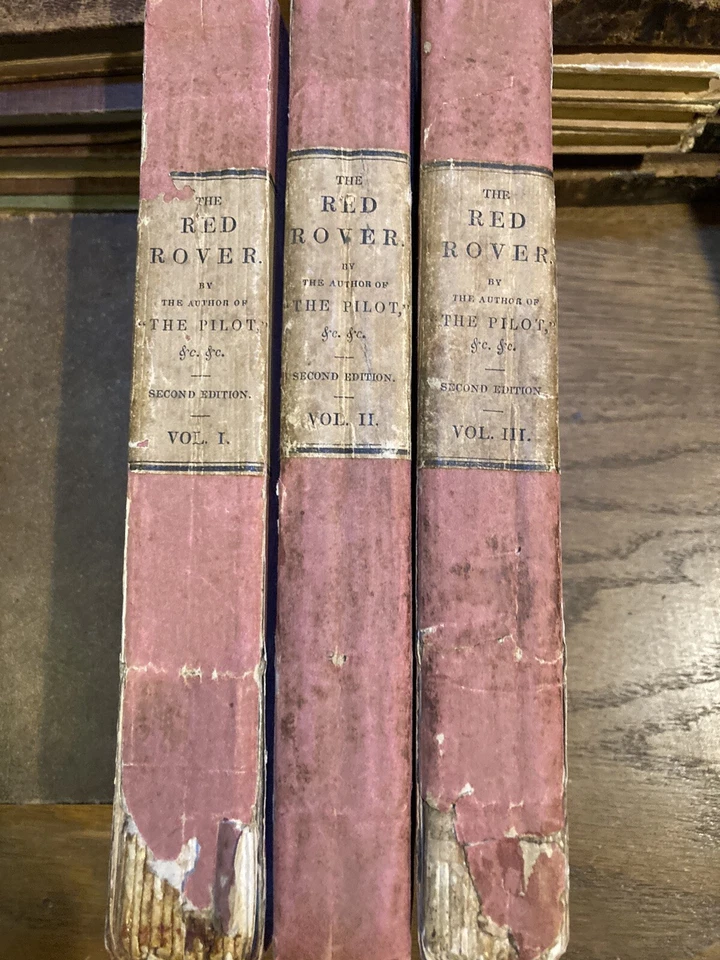 THE
RED
ROVER.
BY
THE AUTHOR OF
"THE PILOT,"
&c. &c.
SECOND EDITION.
VOL. I.
THE
RED
ROVER.
BY
THE AUTHOR OF
"THE PILOT,"
&c. &c.
SECOND EDITION.
VOL. II.
THE
RED
ROVER.
BY
THE AUTHOR OF
THE PILOT,"
&c. &c.
SECOND EDITION
VOL. III.